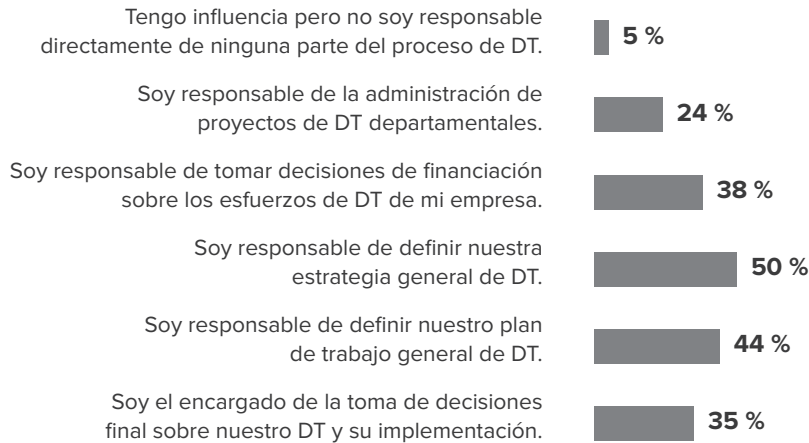 Tengo influencia pero no soy responsable
directamente de ninguna parte del proceso de DT.
5 %
Soy responsable de la administración de
proyectos de DT departamentales.
24 %
Soy responsable de tomar decisiones de financiación
sobre los esfuerzos de DT de mi empresa.
38 %
Soy responsable de definir nuestra
estrategia general de DT.
50 %
Soy responsable de definir nuestro plan
de trabajo general de DT.
44 %
Soy el encargado de la toma de decisiones
final sobre nuestro DT y su implementación.
35 %